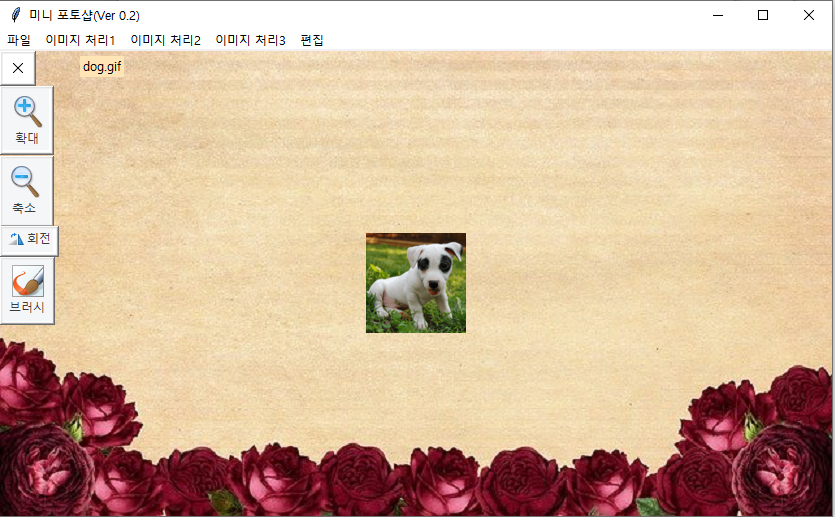 미니 포토샵(Ver 0.2)
파일 이미지 처리1 이미지 처리2 이미지 처리3 편집
dog.gif
확대
축소
회전
브러시